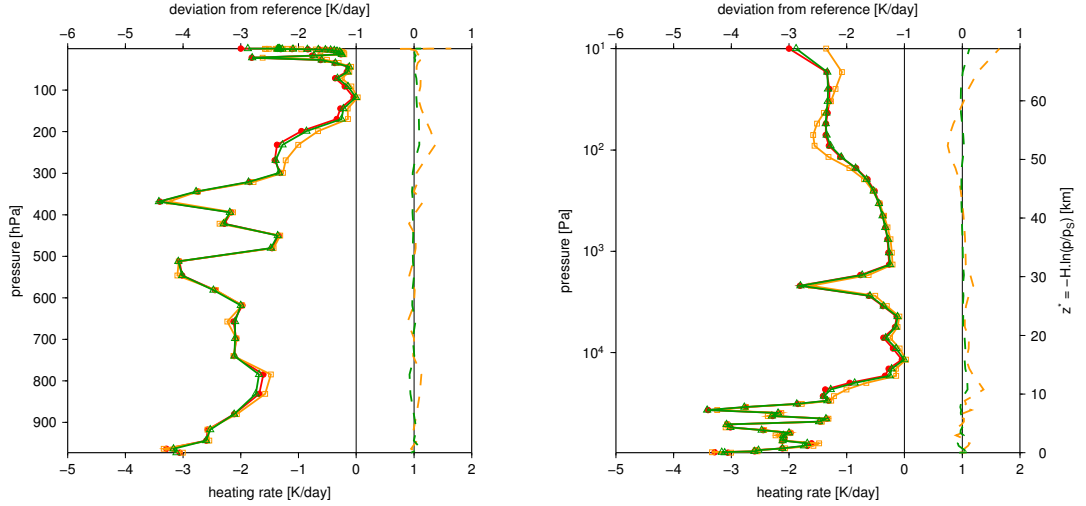 deviation from reference [K/day]
−6 −5 −4 −3 −2 −1 0 1
100
200
300
400
500
600
700
800
900
pressure [hPa]
−5 −4 −3 −2 −1 0 1 2
heating rate [K/day]
deviation from reference [K/day]
−6 −5 −4 −3 −2 −1 0 1
10¹
10²
10³
10⁴
pressure [Pa]
60
50
40
30
20
10
0
z* = −H.ln(p/pS) [km]
−5 −4 −3 −2 −1 0 1 2
heating rate [K/day]